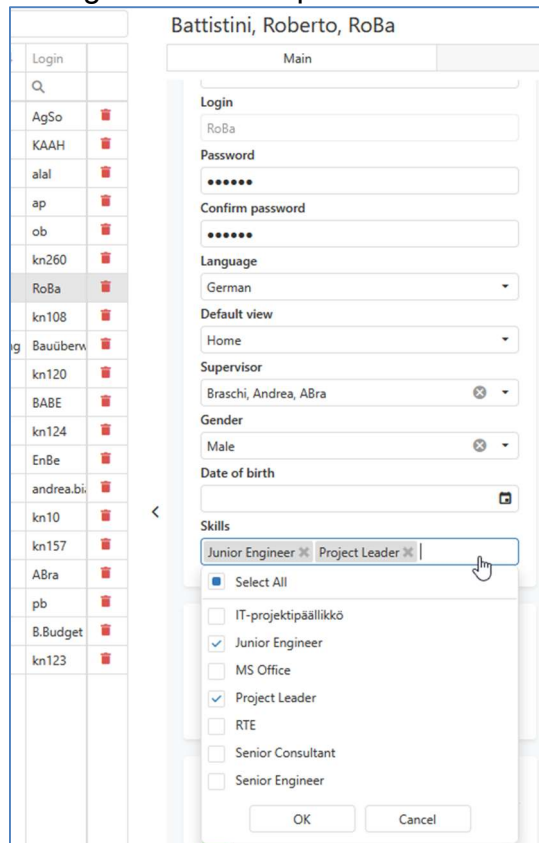 Battistini, Roberto, RoBa
Login
Main
AgSo
KAAH
alal
ap
ob
kn260
RoBa
kn108
ng Bauüberw
kn120
BABE
kn124
EnBe
andrea.bi
kn10
kn157
ABra
pb
B.Budget
kn123
Login
RoBa
Password
••••••
Confirm password
••••••
Language
German
Default view
Home
Supervisor
Braschi, Andrea, ABra
Gender
Male
Date of birth
Skills
Junior Engineer Project Leader
Select All
IT-projektipäällikkö
Junior Engineer
MS Office
Project Leader
RTE
Senior Consultant
Senior Engineer
OK Cancel